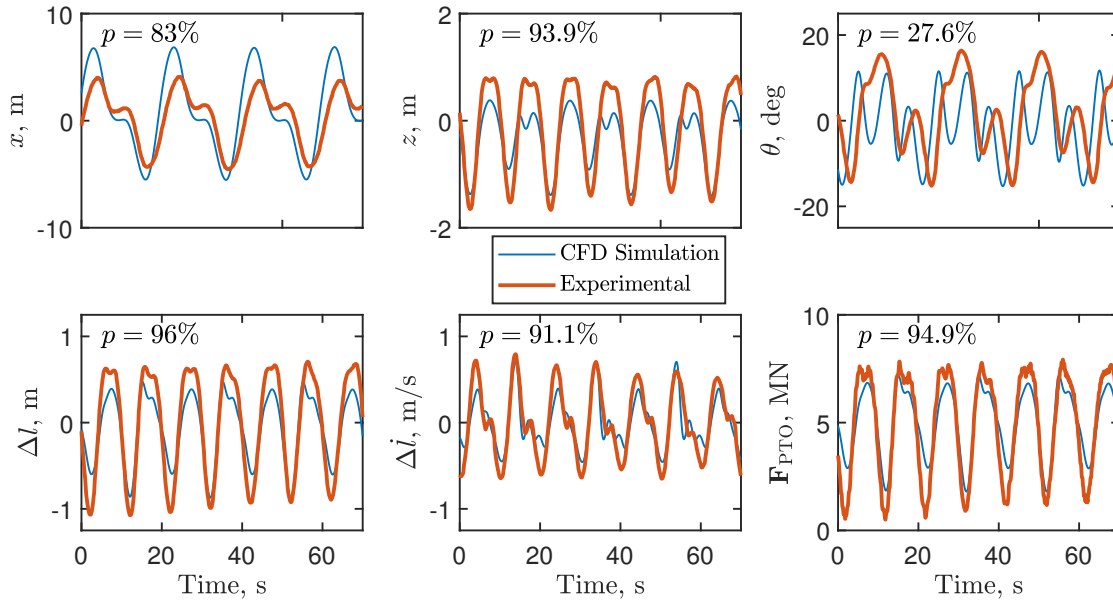 10
p = 83%
x, m
0
-10
2
p = 93.9%
z, m
0
-2
20
p = 27.6%
θ, deg
0
-20
CFD Simulation
Experimental
1
p = 96%
Δl, m
0
-1
0 20 40 60
Time, s
1
p = 91.1%
Δl̇, m/s
0
-1
0 20 40 60
Time, s
10
p = 94.9%
F_PTO, MN
5
0
0 20 40 60
Time, s